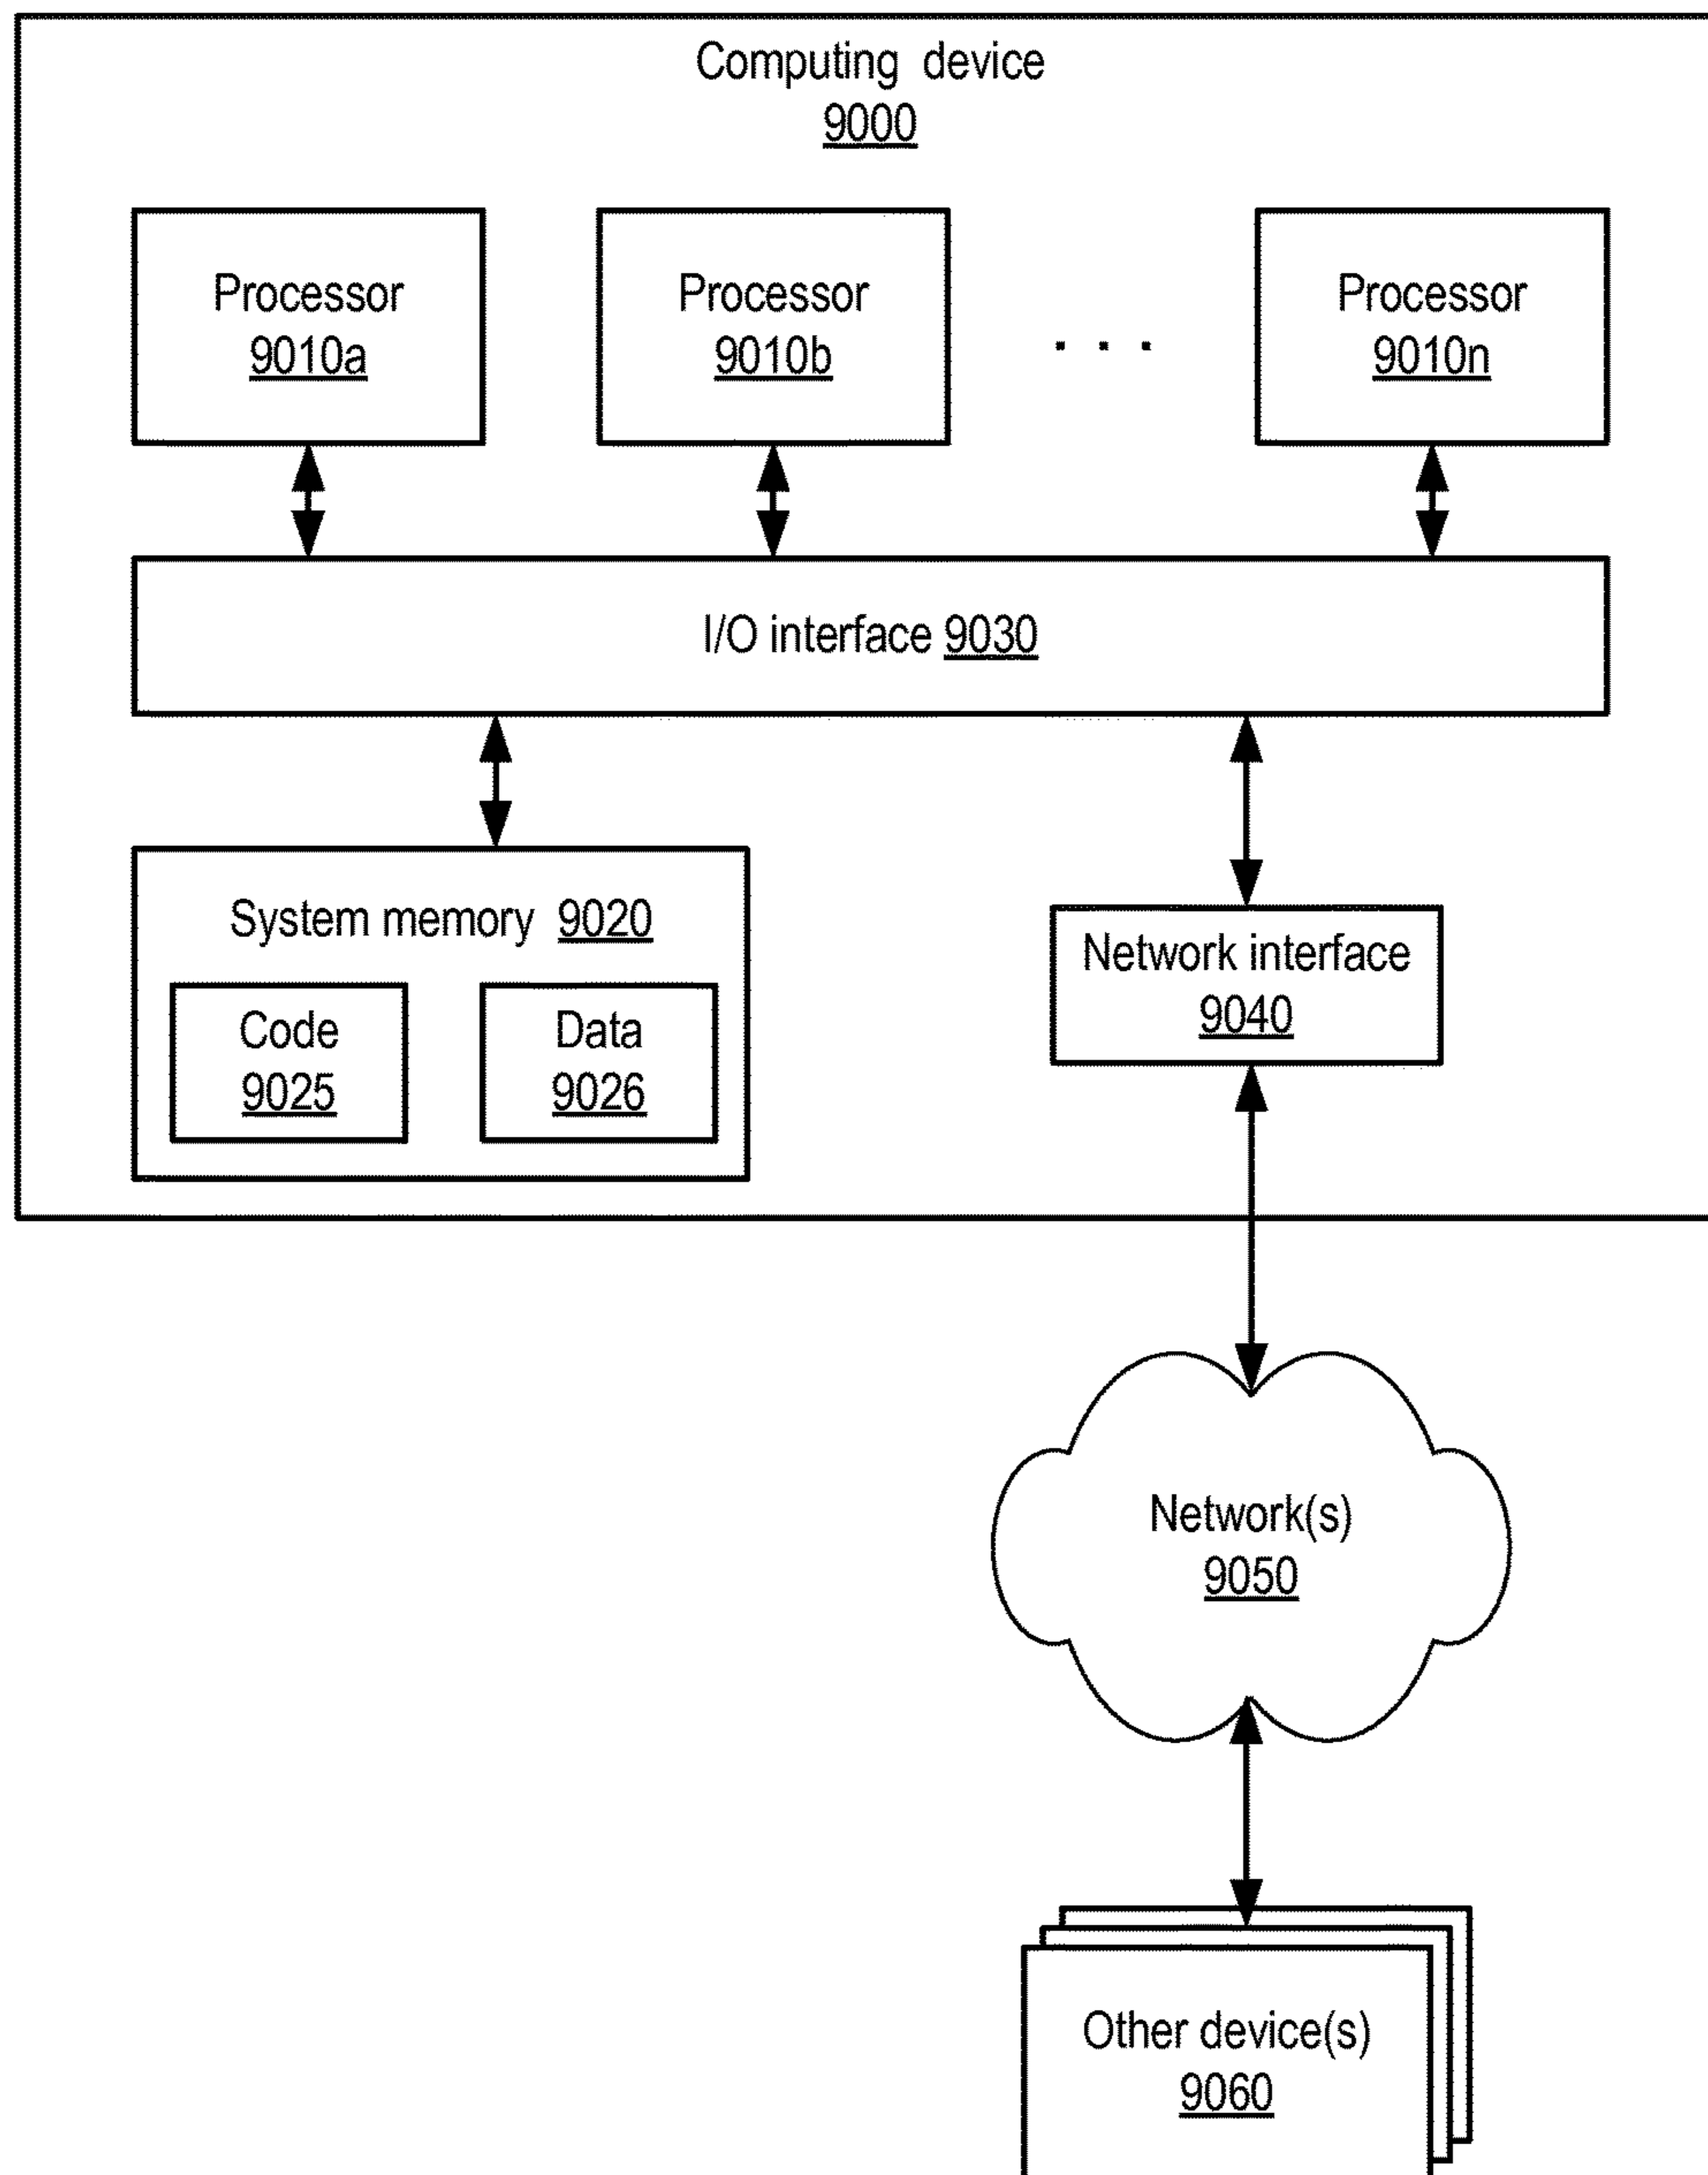 Computing device
9000
Processor
9010a
Processor
9010b
. . .
Processor
9010n
I/O interface 9030
System memory 9020
Code
9025
Data
9026
Network interface
9040
Network(s)
9050
Other device(s)
9060